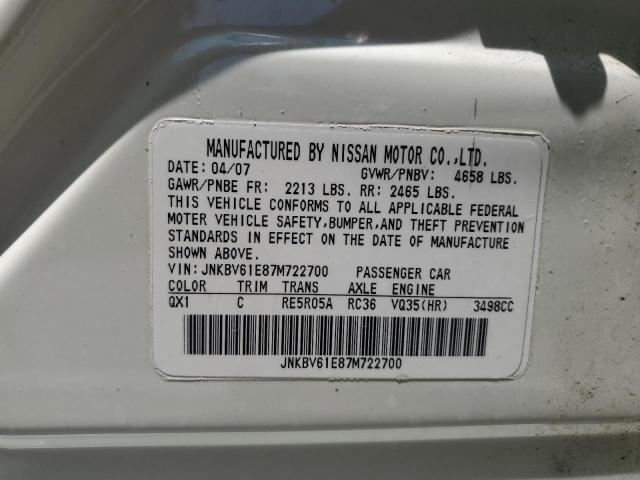 MANUFACTURED BY NISSAN MOTOR CO.,LTD.
DATE: 04/07 GVWR/PNBV: 4658 LBS.
GAWR/PNBE FR: 2213 LBS. RR: 2465 LBS.
THIS VEHICLE CONFORMS TO ALL APPLICABLE FEDERAL
MOTOR VEHICLE SAFETY,BUMPER,AND THEFT PREVENTION
STANDARDS IN EFFECT ON THE DATE OF MANUFACTURE
SHOWN ABOVE.
VIN: JNKBV61E87M722700 PASSENGER CAR
COLOR TRIM TRANS AXLE ENGINE
QX1 C RE5R05A RC36 VQ35(HR) 3498CC
JNKBV61E87M722700